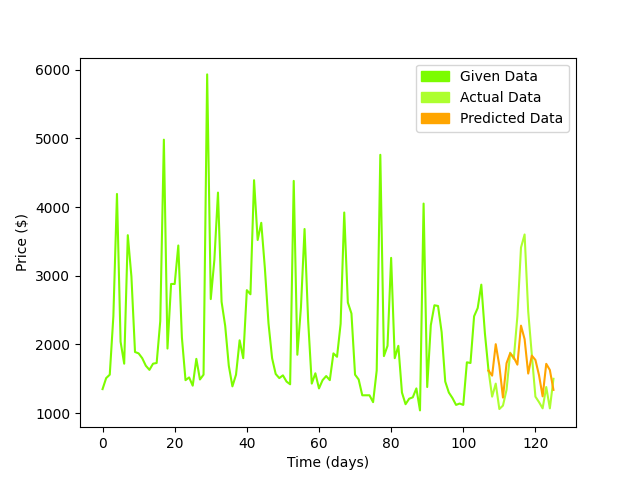 Given Data
Actual Data
Predicted Data
6000
5000
4000
3000
2000
1000
Price ($)
0 20 40 60 80 100 120
Time (days)